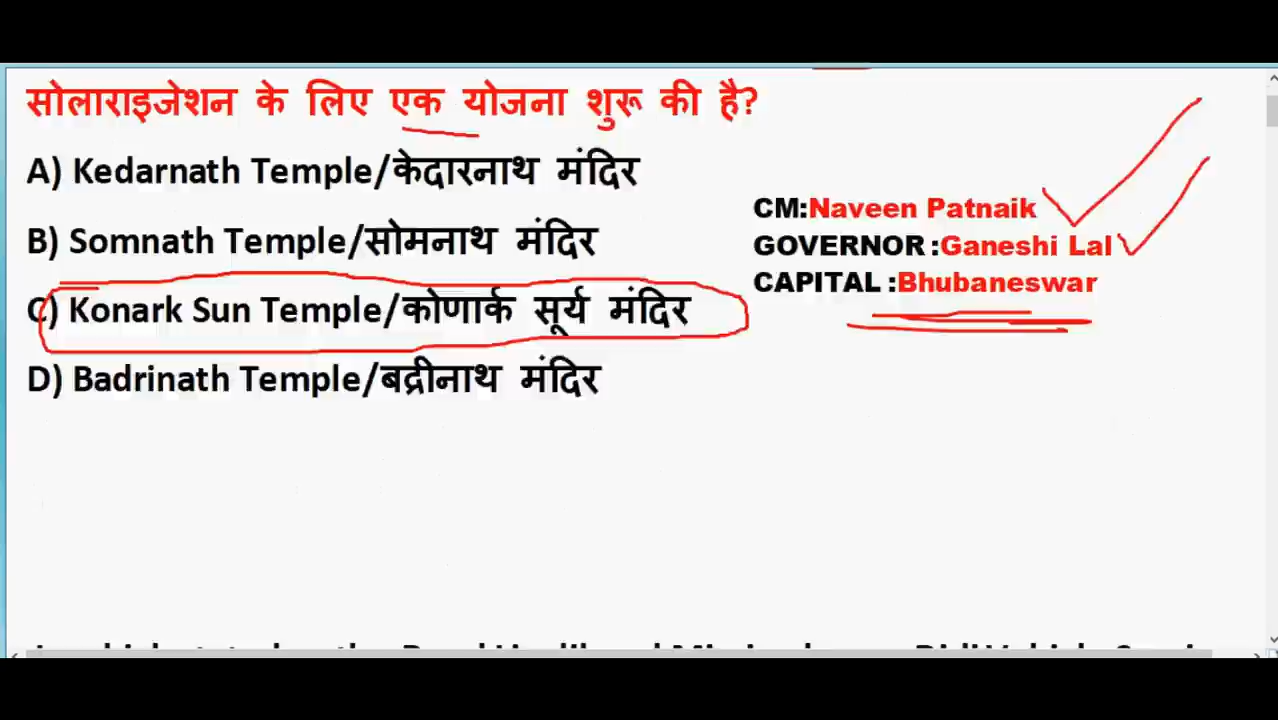 सोलाराइजेशन के लिए एक योजना शुरू की है?
A) Kedarnath Temple/केदारनाथ मंदिर
B) Somnath Temple/सोमनाथ मंदिर
C) Konark Sun Temple/कोणार्क सूर्य मंदिर
D) Badrinath Temple/बद्रीनाथ मंदिर
CM:Naveen Patnaik
GOVERNOR :Ganeshi Lal
CAPITAL :Bhubaneswar